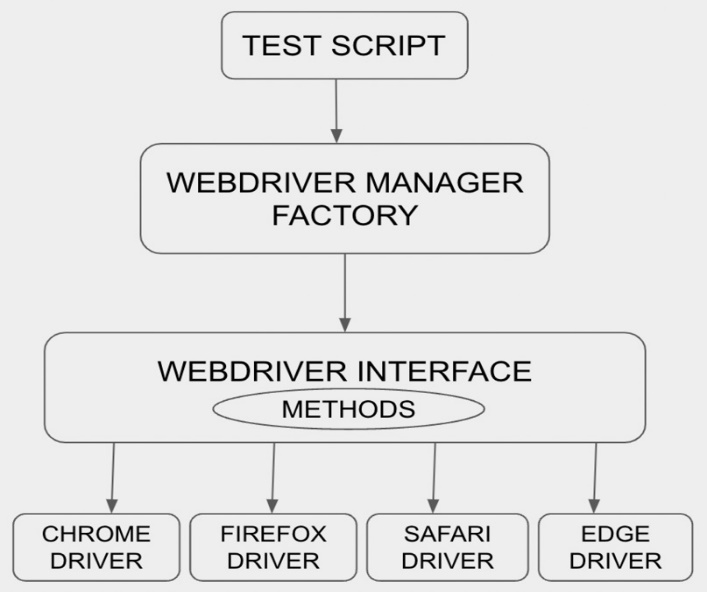 TEST SCRIPT
WEBDRIVER MANAGER
FACTORY
WEBDRIVER INTERFACE
METHODS
CHROME
DRIVER
FIREFOX
DRIVER
SAFARI
DRIVER
EDGE
DRIVER